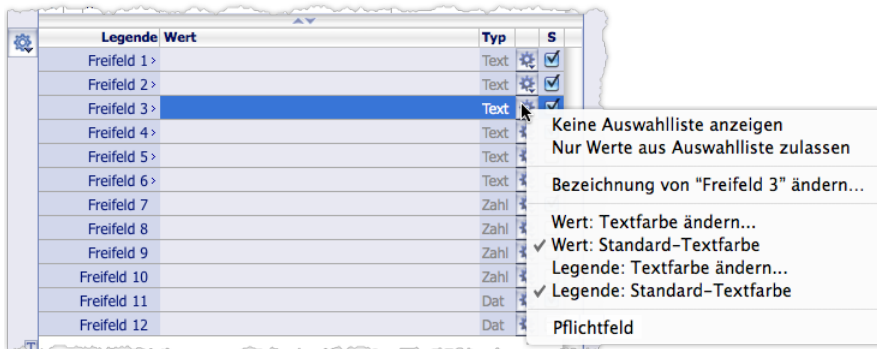 Legende Wert Typ S
Freifeld 1 › Text
Freifeld 2 › Text
Freifeld 3 › Text
Freifeld 4 › Text
Freifeld 5 › Text
Freifeld 6 › Text
Freifeld 7 Zahl
Freifeld 8 Zahl
Freifeld 9 Zahl
Freifeld 10 Zahl
Freifeld 11 Dat
Freifeld 12 Dat
Keine Auswahlliste anzeigen
Nur Werte aus Auswahlliste zulassen
Bezeichnung von “Freifeld 3” ändern...
Wert: Textfarbe ändern...
✓ Wert: Standard-Textfarbe
Legende: Textfarbe ändern...
✓ Legende: Standard-Textfarbe
Pflichtfeld
T